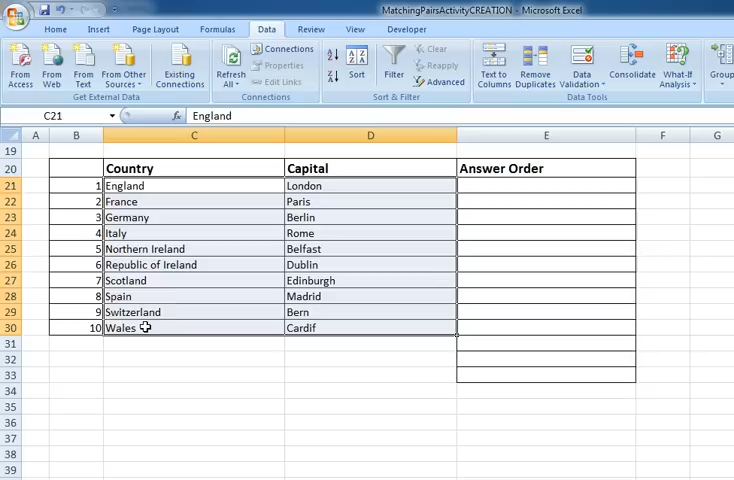 MatchingPairsActivityCREATION - Microsoft Excel
Home Insert Page Layout Formulas Data Review View Developer
From Access
From Web
From Text
From Other Sources
Existing Connections
Get External Data
Refresh All
Connections
Properties
Edit Links
Connections
A Z
Z A
Sort
Filter
Clear
Reapply
Advanced
Sort & Filter
Text to Columns
Remove Duplicates
Data Validation
Consolidate
What-If Analysis
Data Tools
Group
C21 fx England
A B C D E F G
19
20 Country Capital Answer Order
21 1 England London
22 2 France Paris
23 3 Germany Berlin
24 4 Italy Rome
25 5 Northern Ireland Belfast
26 6 Republic of Ireland Dublin
27 7 Scotland Edinburgh
28 8 Spain Madrid
29 9 Switzerland Bern
30 10 Wales Cardif
31
32
33
34
35
36
37
38
39